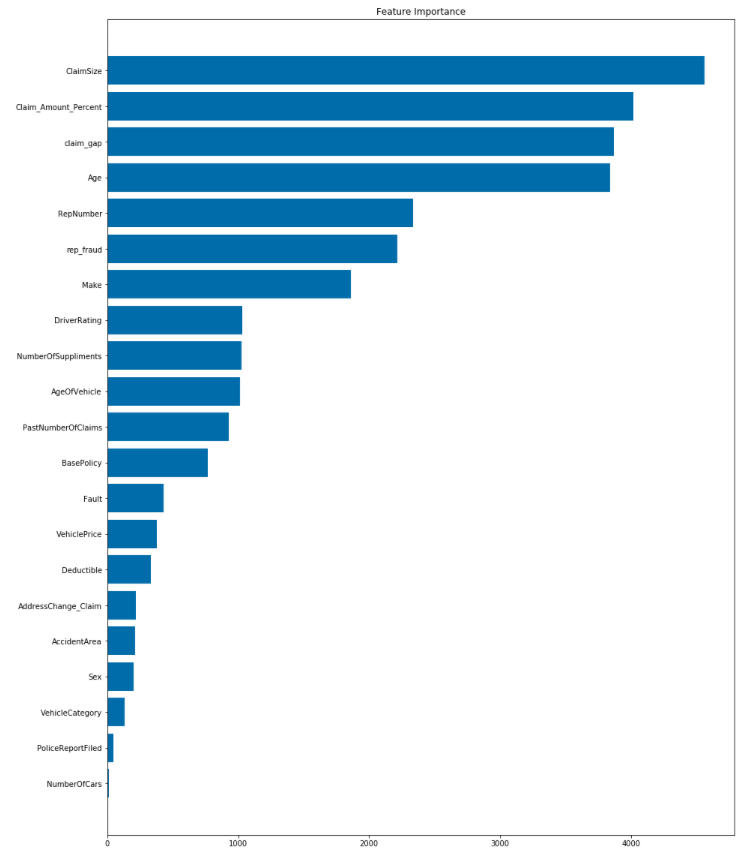 Feature Importance
ClaimSize
Claim_Amount_Percent
claim_gap
Age
RepNumber
rep_fraud
Make
DriverRating
NumberOfSuppliments
AgeOfVehicle
PastNumberOfClaims
BasePolicy
Fault
VehiclePrice
Deductible
AddressChange_Claim
AccidentArea
Sex
VehicleCategory
PoliceReportFiled
NumberOfCars
0 1000 2000 3000 4000